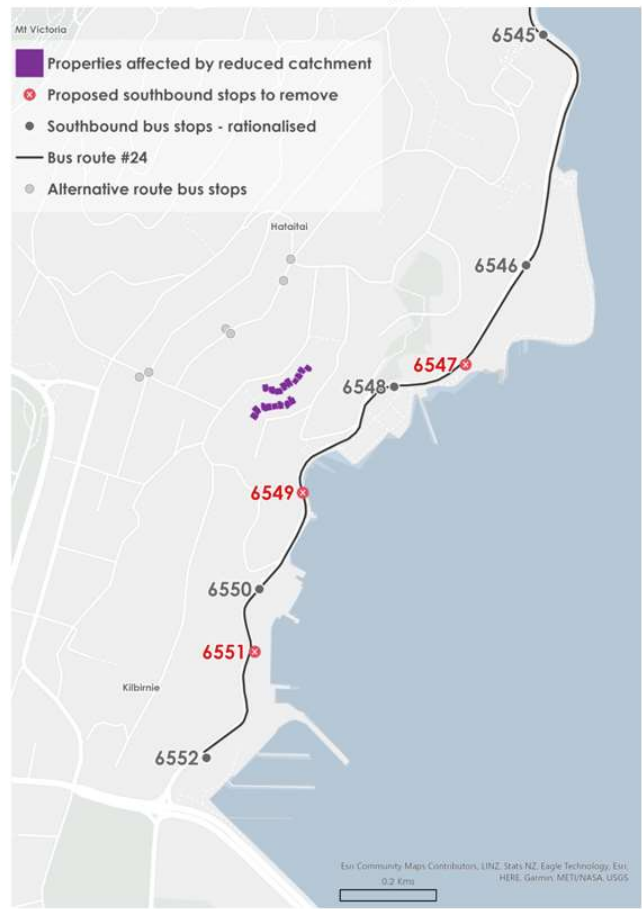 Mt Victoria
Properties affected by reduced catchment
Proposed southbound stops to remove
Southbound bus stops - rationalised
Bus route #24
Alternative route bus stops
6545
Hataitai
6546
6547
6548
6549
6550
6551
Kilbirnie
6552
Esri Community Maps Contributors, LINZ, Stats NZ, Eagle Technology, Esri,
HERE, Garmin, METI/NASA, USGS
0.2 Kms